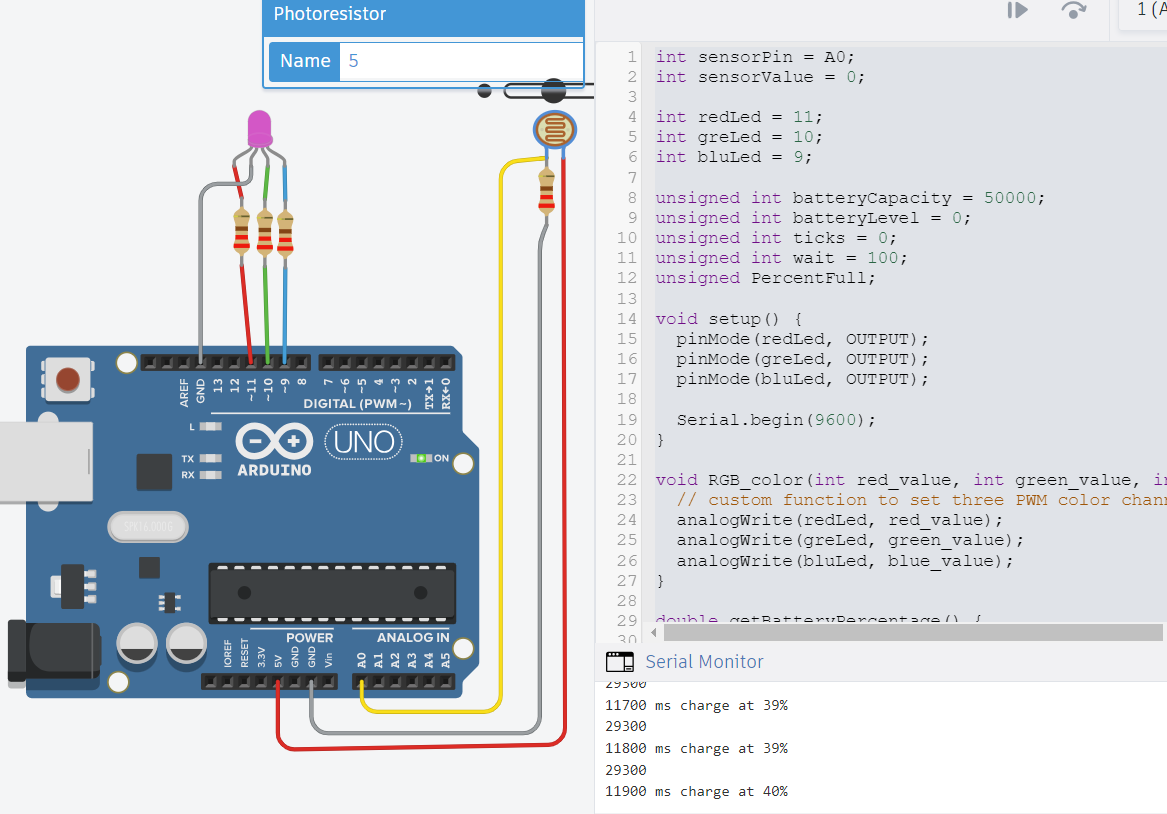 Photoresistor
Name 5
1 (A
1 int sensorPin = A0;
2 int sensorValue = 0;
3
4 int redLed = 11;
5 int greLed = 10;
6 int bluLed = 9;
7
8 unsigned int batteryCapacity = 50000;
9 unsigned int batteryLevel = 0;
10 unsigned int ticks = 0;
11 unsigned int wait = 100;
12 unsigned PercentFull;
13
14 void setup() {
15 pinMode(redLed, OUTPUT);
16 pinMode(greLed, OUTPUT);
17 pinMode(bluLed, OUTPUT);
18
19 Serial.begin(9600);
20 }
21
22 void RGB_color(int red_value, int green_value, in
23 // custom function to set three PWM color chann
24 analogWrite(redLed, red_value);
25 analogWrite(greLed, green_value);
26 analogWrite(bluLed, blue_value);
27 }
28
29 double getBatteryPercentage() {
30
Serial Monitor
29300
11700 ms charge at 39%
29300
11800 ms charge at 39%
29300
11900 ms charge at 40%
AREF GND 13 12 ~11 ~10 ~9 8 7 ~6 ~5 4 ~3 2 TX→1 RX←0
DIGITAL (PWM~)
L
TX
RX
ARDUINO
UNO
ON
POWER
ANALOG IN
IOREF RESET 3.3V 5V GND GND Vin A0 A1 A2 A3 A4 A5